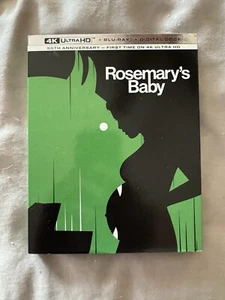 4K ULTRA HD + BLU-RAY + DIGITAL CODE
55TH ANNIVERSARY — FIRST TIME ON 4K ULTRA HD
Rosemary's
Baby